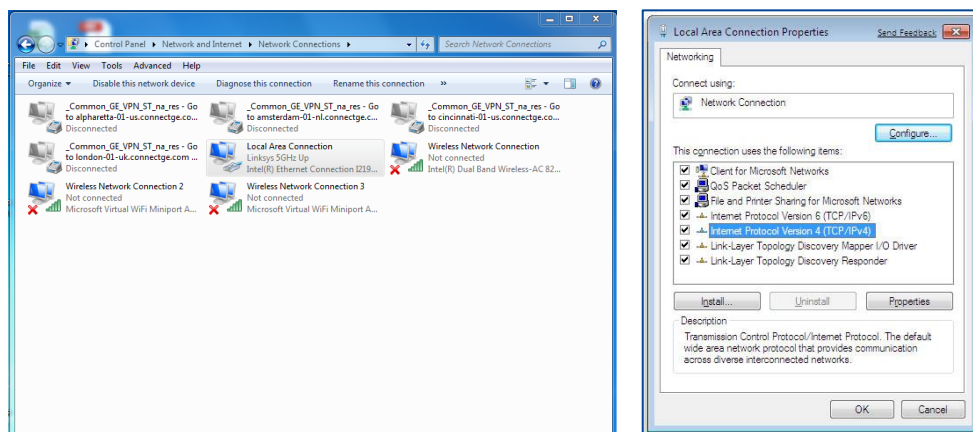 Control Panel ▸ Network and Internet ▸ Network Connections ▸
Search Network Connections
File Edit View Tools Advanced Help
Organize ▾ Disable this network device Diagnose this connection Rename this connection »
_Common_GE_VPN_ST_na_res - Go
to alpharetta-01-us.connectge.co...
Disconnected
_Common_GE_VPN_ST_na_res - Go
to amsterdam-01-nl.connectge.c...
Disconnected
_Common_GE_VPN_ST_na_res - Go
to cincinnati-01-us.connectge.co...
Disconnected
_Common_GE_VPN_ST_na_res - Go
to london-01-uk.connectge.com ...
Disconnected
Local Area Connection
Linksys 5GHz Up
Intel(R) Ethernet Connection I219...
Wireless Network Connection
Not connected
Intel(R) Dual Band Wireless-AC 82...
Wireless Network Connection 2
Not connected
Microsoft Virtual WiFi Miniport A...
Wireless Network Connection 3
Not connected
Microsoft Virtual WiFi Miniport A...
Local Area Connection Properties
Send Feedback
Networking
Connect using:
Network Connection
Configure...
This connection uses the following items:
Client for Microsoft Networks
QoS Packet Scheduler
File and Printer Sharing for Microsoft Networks
Internet Protocol Version 6 (TCP/IPv6)
Internet Protocol Version 4 (TCP/IPv4)
Link-Layer Topology Discovery Mapper I/O Driver
Link-Layer Topology Discovery Responder
Install... Uninstall Properties
Description
Transmission Control Protocol/Internet Protocol. The default
wide area network protocol that provides communication
across diverse interconnected networks.
OK Cancel